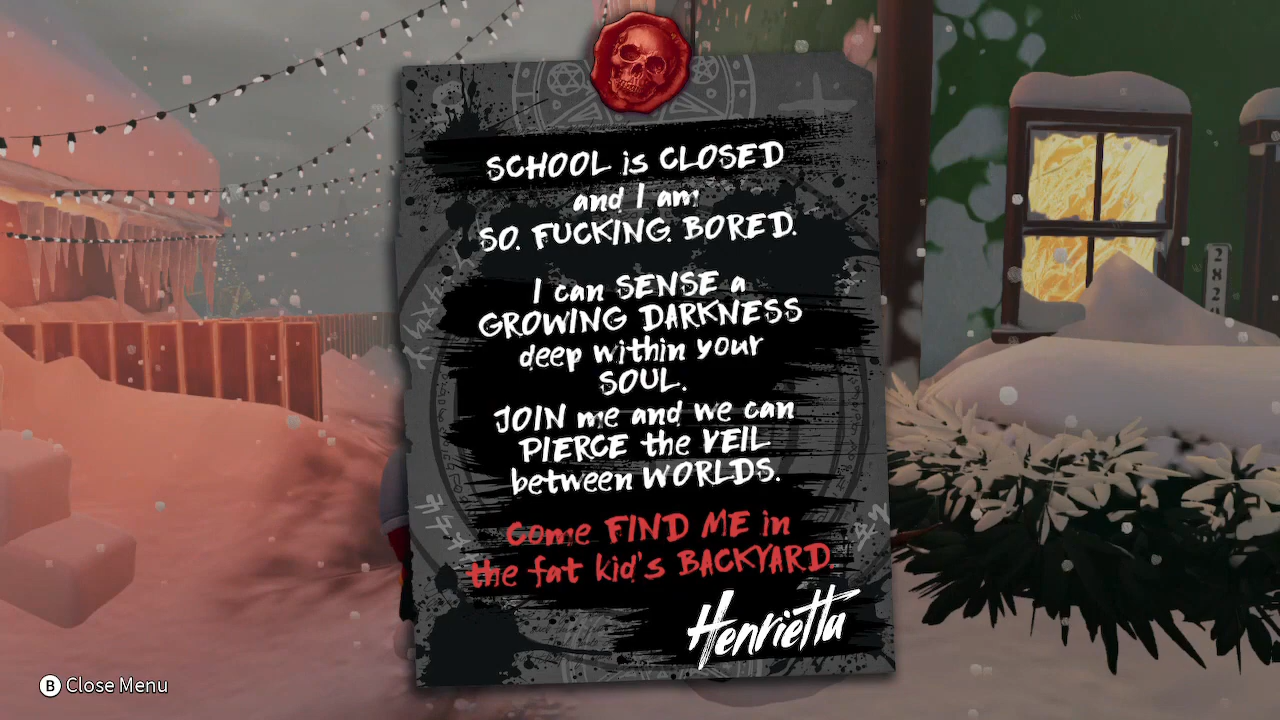 SCHOOL is CLOSED
and I am
SO. FUCKING. BORED.
I can SENSE a
GROWING DARKNESS
deep within your
SOUL.
JOIN me and we can
PIERCE the VEIL
between WORLDS.
Come FIND ME in
the fat kid's BACKYARD.
Henrietta
B Close Menu